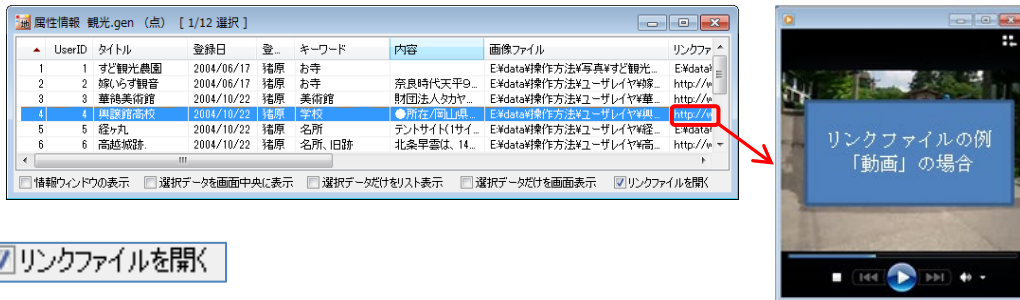 属性情報 観光.gen （点） [ 1/12 選択 ]
UserID タイトル 登録日 登... キーワード 内容 画像ファイル リンクファ
1 1 すど観光農園 2004/06/17 猪原 お寺 E:¥data¥操作方法¥写真¥すど観光... E:¥data¥
2 2 嫁いらず観音 2004/06/17 猪原 お寺 奈良時代天平9... E:¥data¥操作方法¥ユーザレイヤ¥嫁... http://w
3 3 華鴒美術館 2004/10/22 猪原 美術館 財団法人タカヤ... E:¥data¥操作方法¥ユーザレイヤ¥華... http://w
4 4 興譲館高校 2004/10/22 猪原 学校 ●所在/岡山県... E:¥data¥操作方法¥ユーザレイヤ¥興... http://w
5 5 経ヶ丸 2004/10/22 猪原 名所 テントサイト(1サイ... E:¥data¥操作方法¥ユーザレイヤ¥経... E:¥data¥
6 6 高越城跡. 2004/10/22 猪原 名所、旧跡 北条早雲は、14... E:¥data¥操作方法¥ユーザレイヤ¥高... http://w
情報ウィンドウの表示 選択データを画面中央に表示 選択データだけをリスト表示 選択データだけを画面表示 リンクファイルを開く
リンクファイルの例
「動画」の場合
リンクファイルを開く